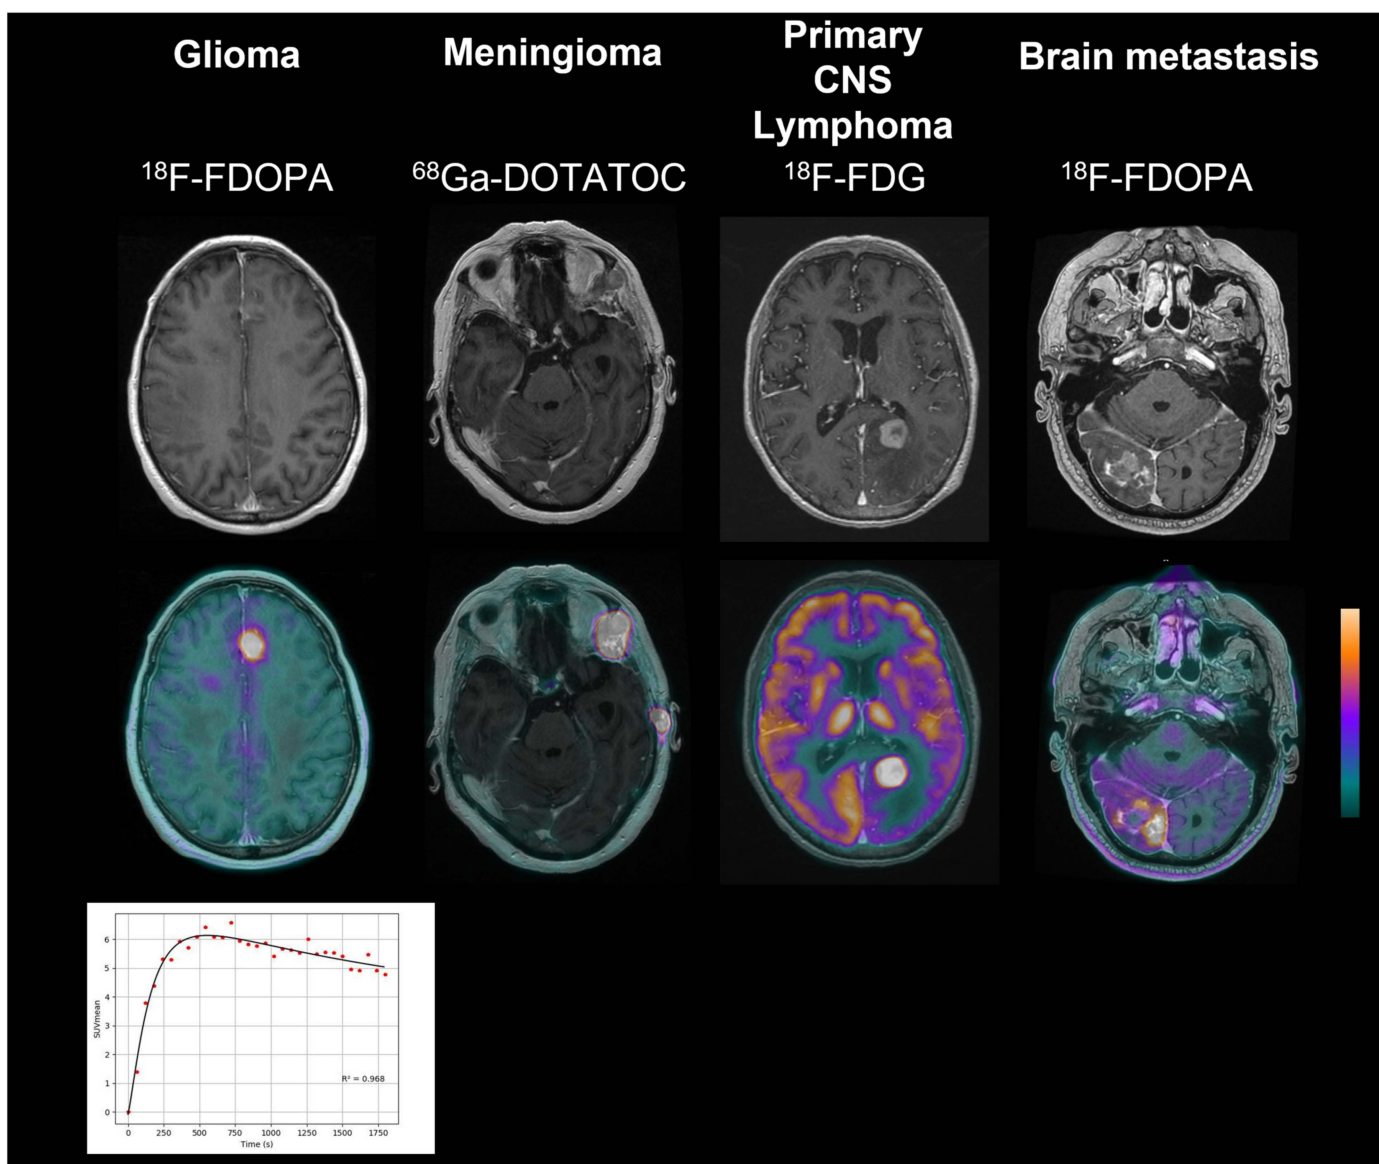 Glioma
Meningioma
Primary
CNS
Lymphoma
Brain metastasis
¹⁸F-FDOPA
⁶⁸Ga-DOTATOC
¹⁸F-FDG
¹⁸F-FDOPA
6
5
4
3
2
1
0
SUVmean
R² = 0.968
0 250 500 750 1000 1250 1500 1750
Time (s)